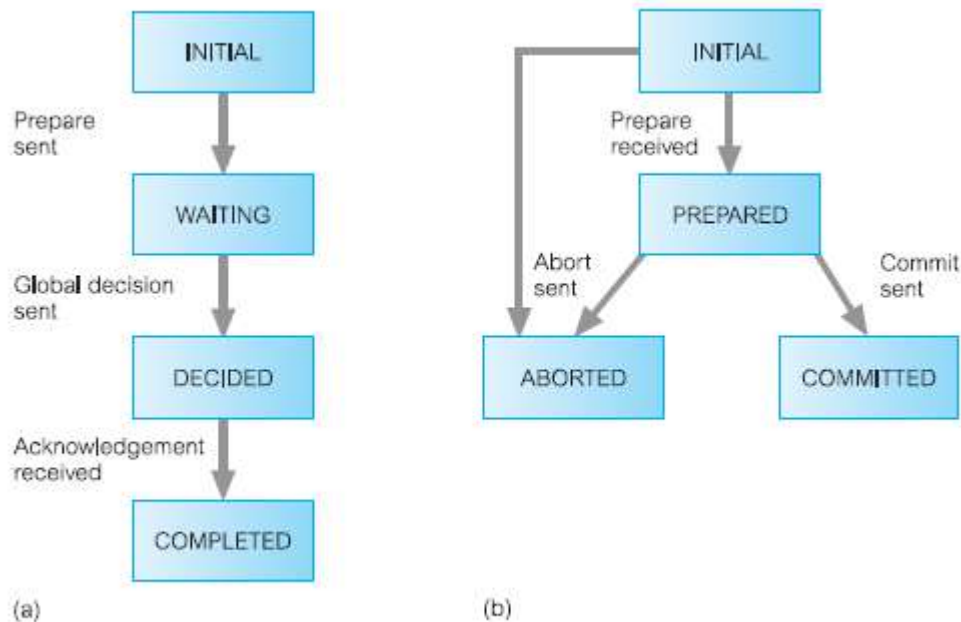 INITIAL
Prepare
sent
WAITING
Global decision
sent
DECIDED
Acknowledgement
received
COMPLETED
(a)
INITIAL
Prepare
received
PREPARED
Abort
sent
Commit
sent
ABORTED
COMMITTED
(b)